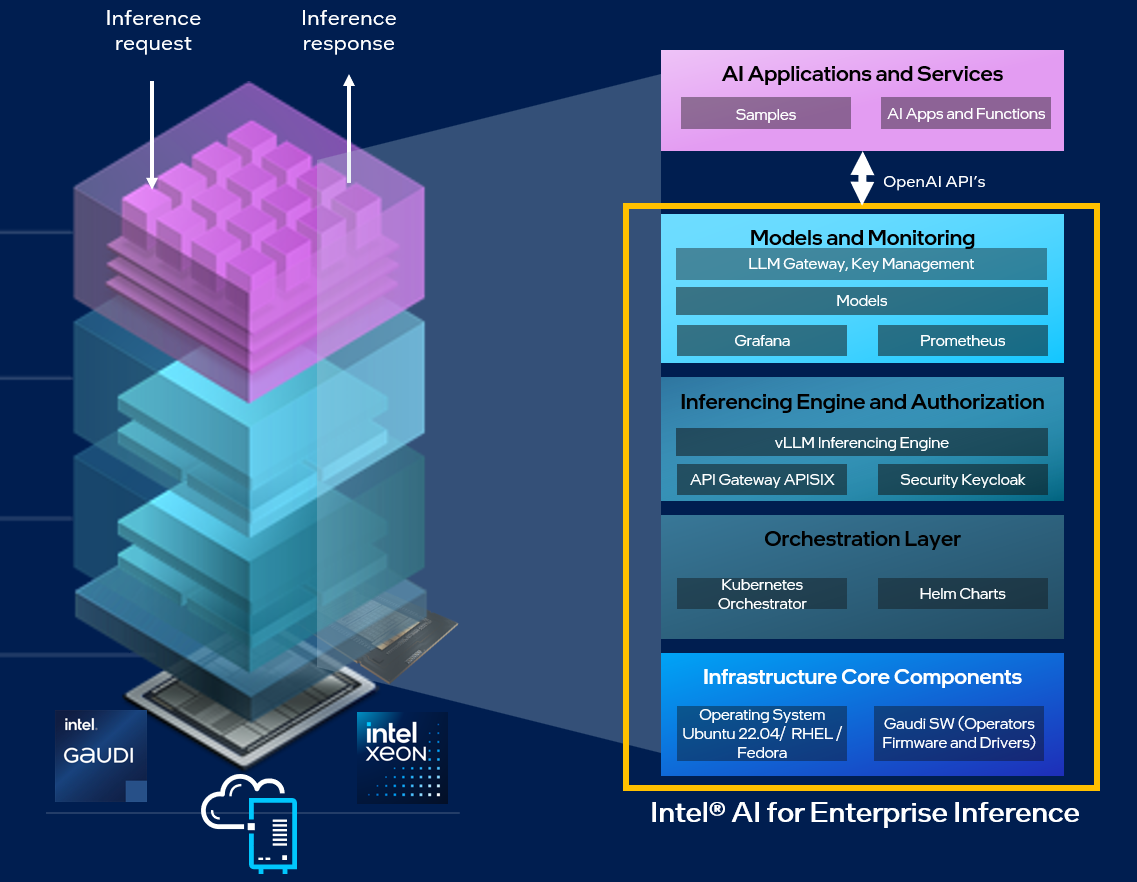 Inference
request
Inference
response
AI Applications and Services
Samples
AI Apps and Functions
OpenAI API's
Models and Monitoring
LLM Gateway, Key Management
Models
Grafana
Prometheus
Inferencing Engine and Authorization
vLLM Inferencing Engine
API Gateway APISIX
Security Keycloak
Orchestration Layer
Kubernetes
Orchestrator
Helm Charts
Infrastructure Core Components
Operating System
Ubuntu 22.04/ RHEL /
Fedora
Gaudi SW (Operators
Firmware and Drivers)
Intel® AI for Enterprise Inference
intel.
GAUDI
intel
XEON